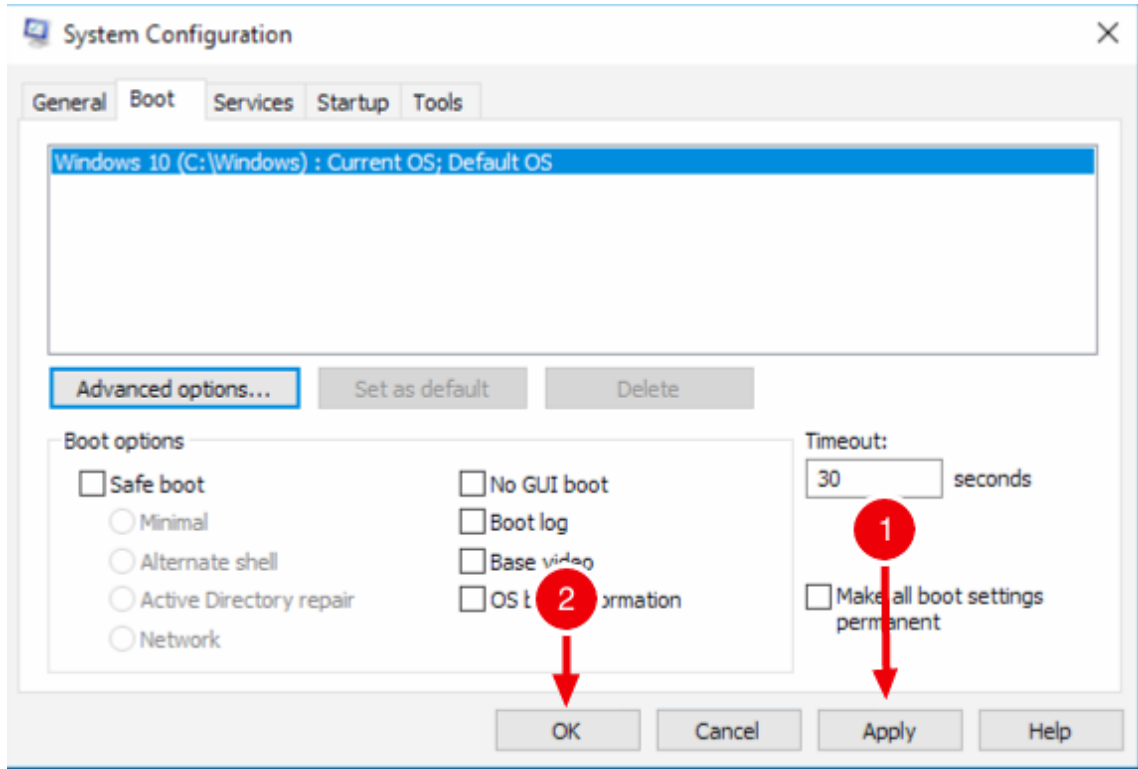 System Configuration
General Boot Services Startup Tools
Windows 10 (C:\Windows) : Current OS; Default OS
Advanced options... Set as default Delete
Boot options
Timeout:
Safe boot No GUI boot 30 seconds
Minimal Boot log
1
Alternate shell Base video
Active Directory repair OS b 2 ormation Make all boot settings
permanent
Network
OK Cancel Apply Help